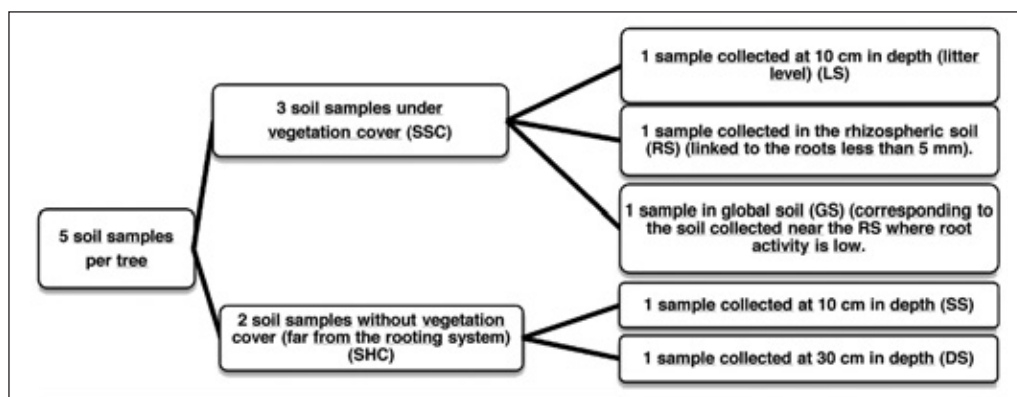 5 soil samples
per tree
3 soil samples under
vegetation cover (SSC)
1 sample collected at 10 cm in depth (litter
level) (LS)
1 sample collected in the rhizospheric soil
(RS) (linked to the roots less than 5 mm).
1 sample in global soil (GS) (corresponding to
the soil collected near the RS where root
activity is low.
2 soil samples without vegetation
cover (far from the rooting system)
(SHC)
1 sample collected at 10 cm in depth (SS)
1 sample collected at 30 cm in depth (DS)